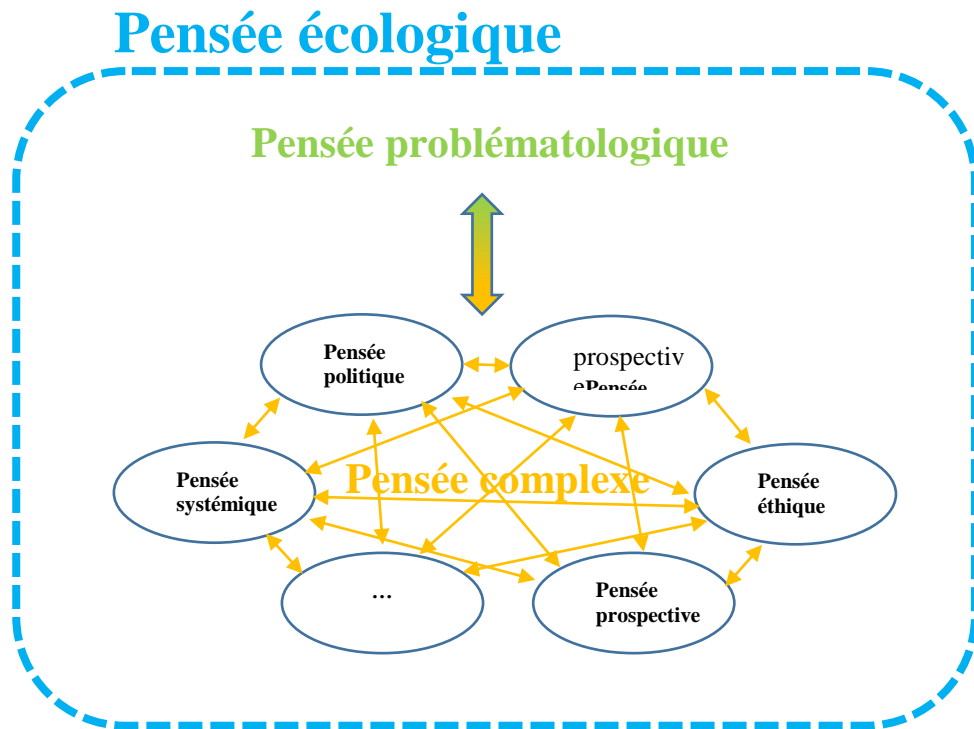 Pensée écologique
Pensée problématologique
Pensée
politique
prospectiv
ePensée
Pensée complexe
Pensée
systémique
Pensée
éthique
...
Pensée
prospective